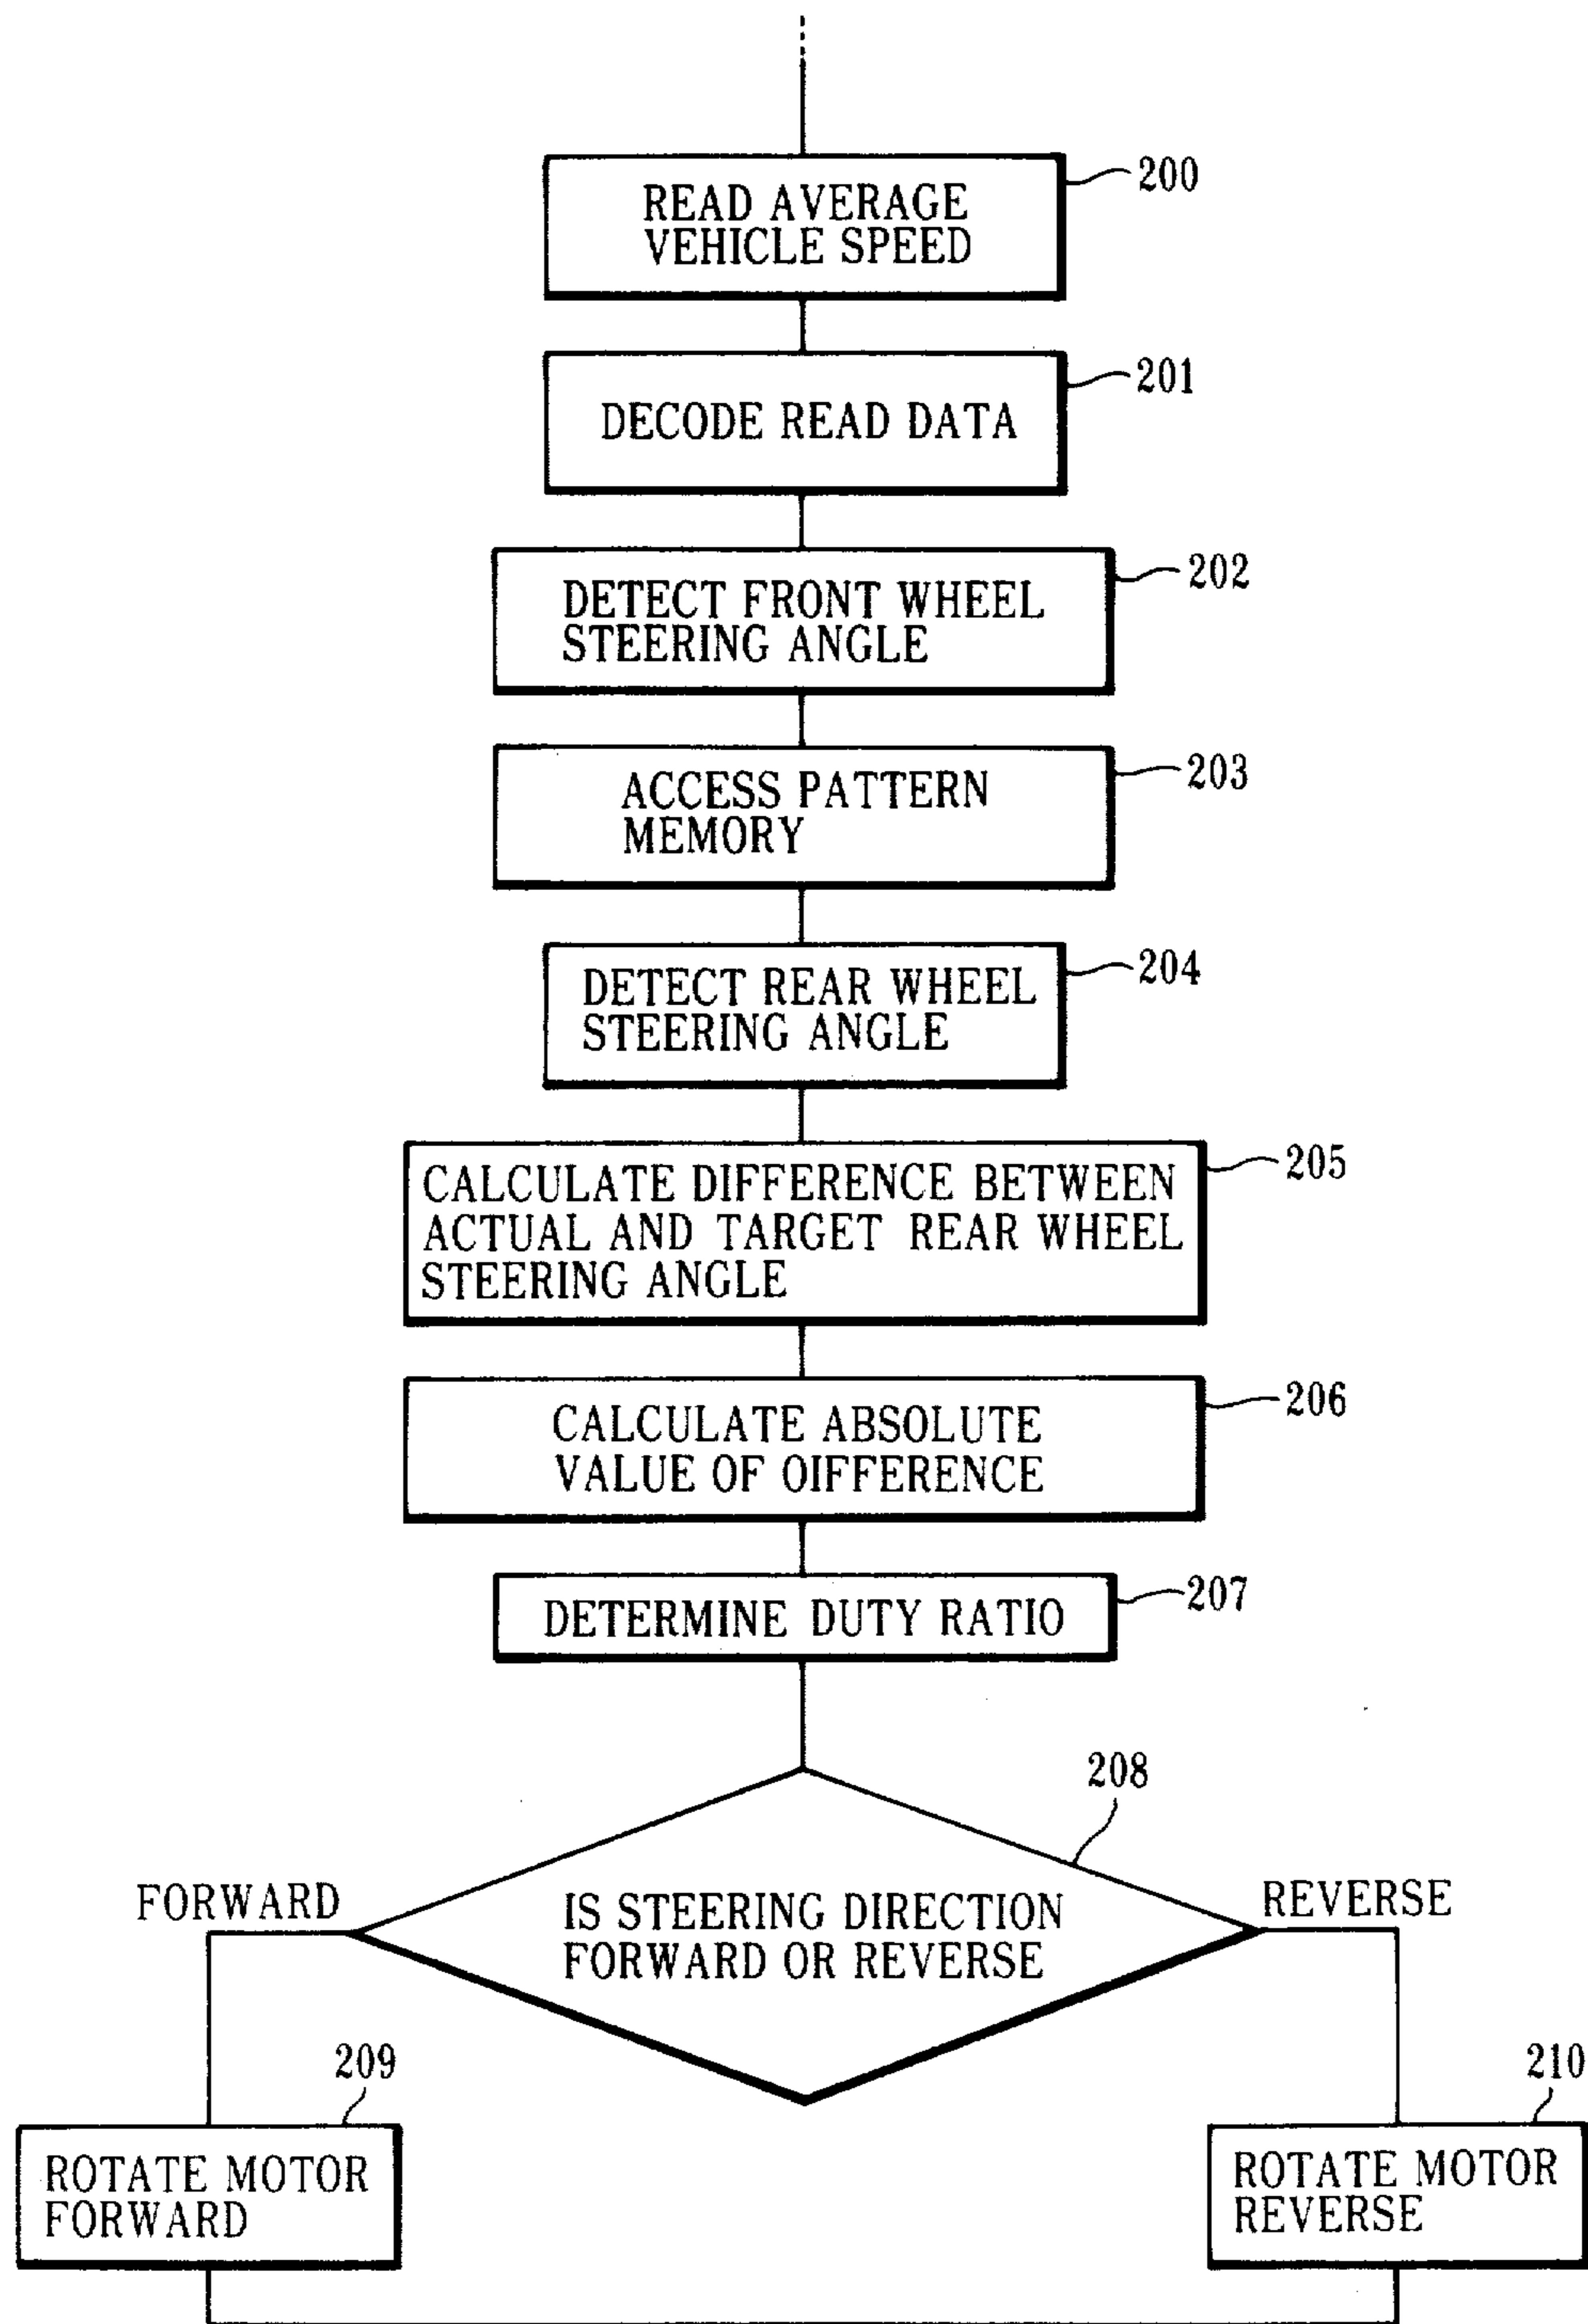 200
READ AVERAGE
VEHICLE SPEED
201
DECODE READ DATA
202
DETECT FRONT WHEEL
STEERING ANGLE
203
ACCESS PATTERN
MEMORY
204
DETECT REAR WHEEL
STEERING ANGLE
205
CALCULATE DIFFERENCE BETWEEN
ACTUAL AND TARGET REAR WHEEL
STEERING ANGLE
206
CALCULATE ABSOLUTE
VALUE OF OIFFERENCE
207
DETERMINE DUTY RATIO
208
FORWARD
REVERSE
IS STEERING DIRECTION
FORWARD OR REVERSE
209
ROTATE MOTOR
FORWARD
210
ROTATE MOTOR
REVERSE